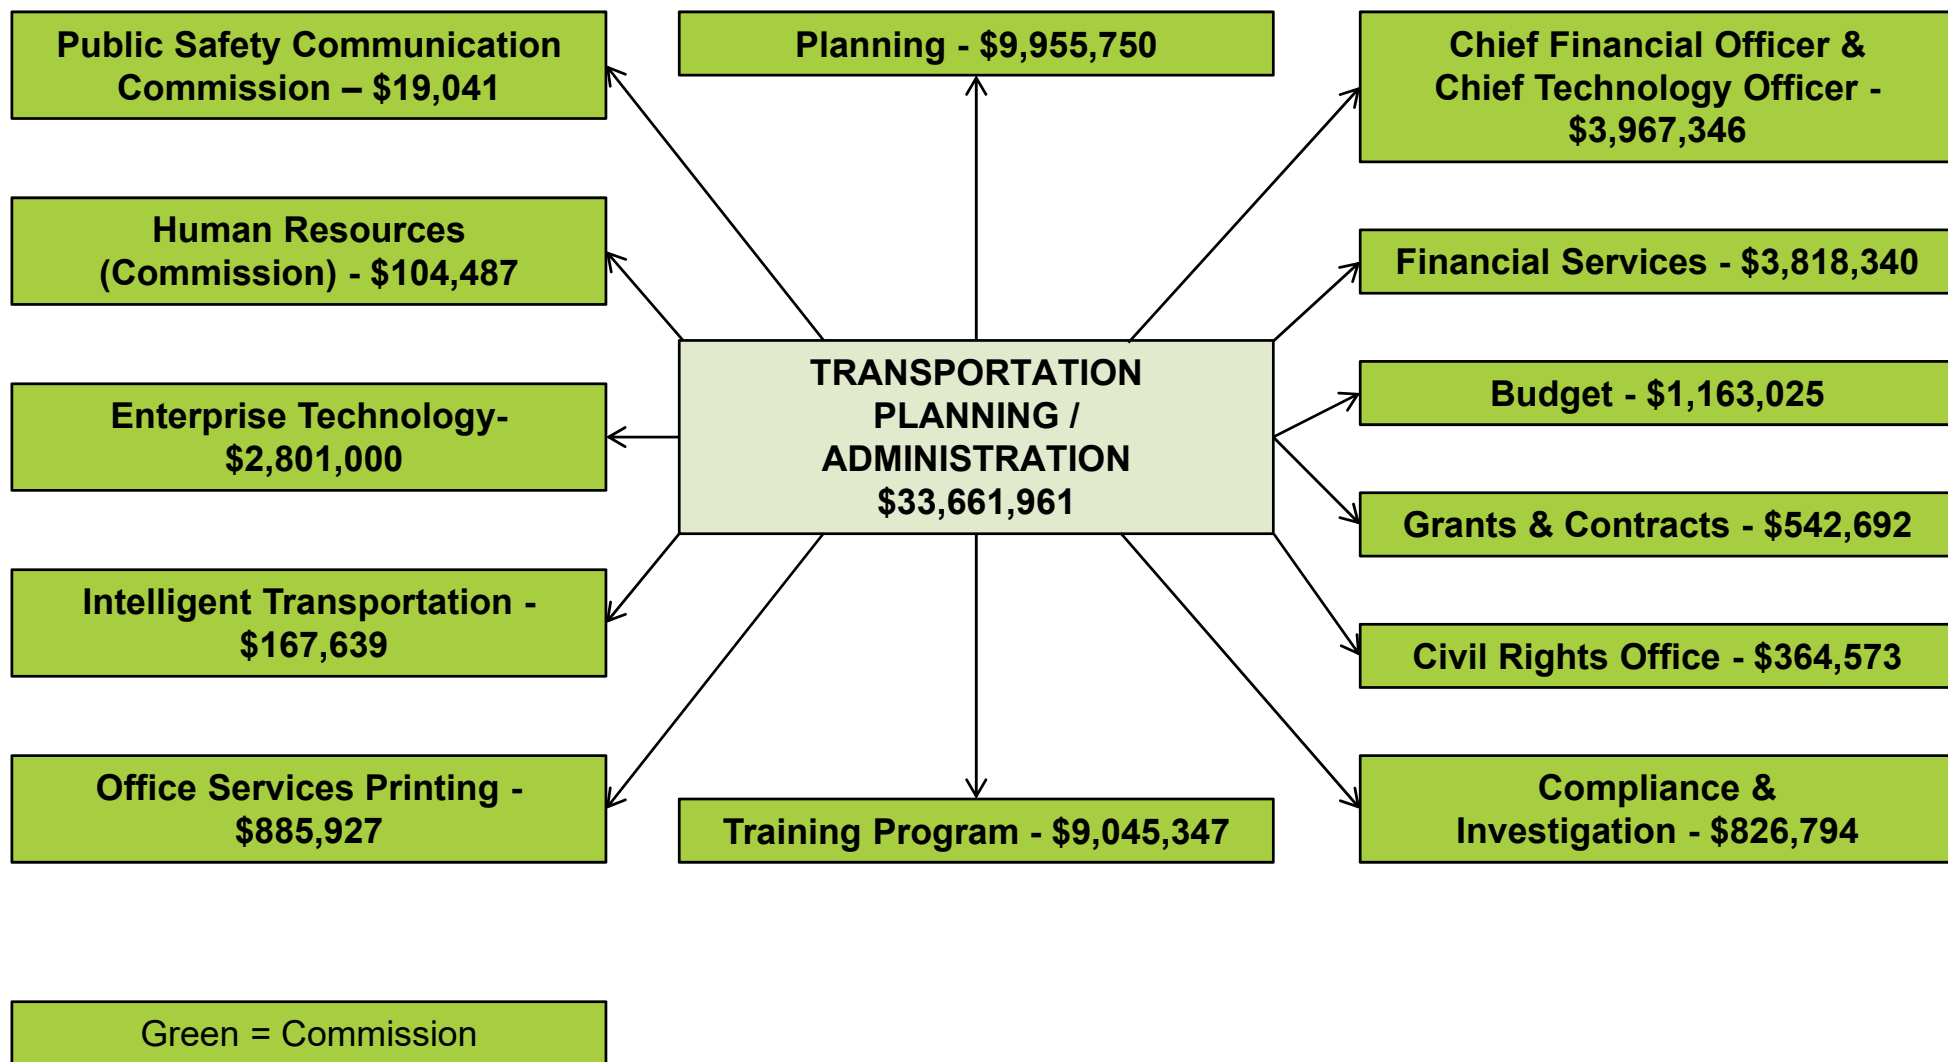 Public Safety Communication
Commission – $19,041
Planning - $9,955,750
Chief Financial Officer &
Chief Technology Officer -
$3,967,346
Human Resources
(Commission) - $104,487
Financial Services - $3,818,340
TRANSPORTATION
PLANNING /
ADMINISTRATION
$33,661,961
Enterprise Technology-
$2,801,000
Budget - $1,163,025
Grants & Contracts - $542,692
Intelligent Transportation -
$167,639
Civil Rights Office - $364,573
Office Services Printing -
$885,927
Training Program - $9,045,347
Compliance &
Investigation - $826,794
Green = Commission